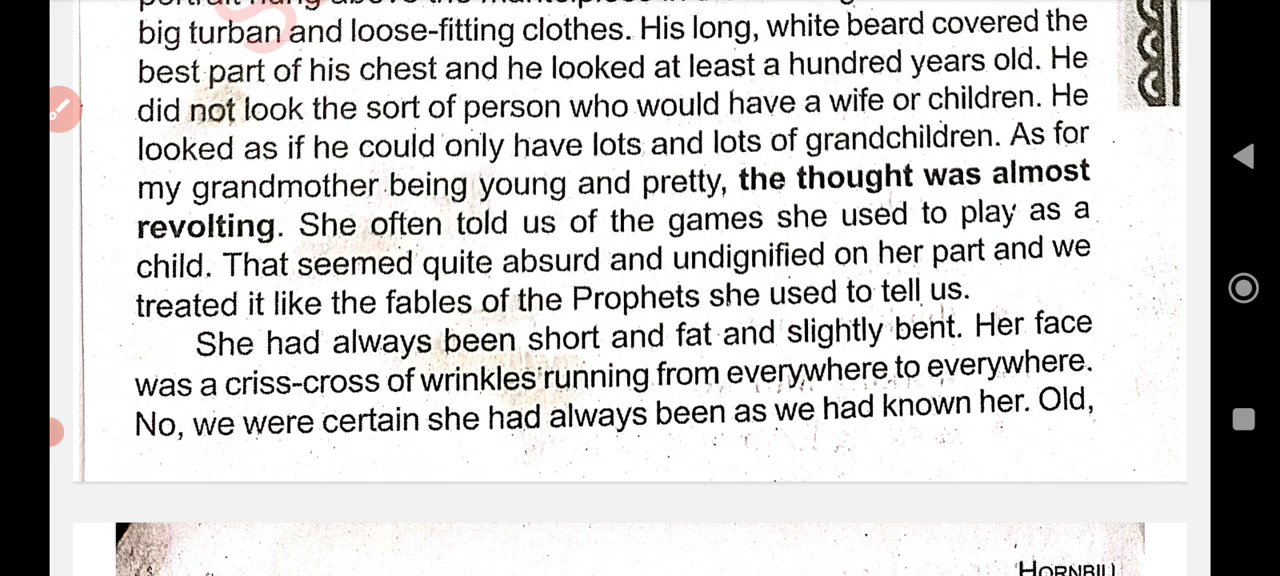 big turban and loose-fitting clothes. His long, white beard covered the
best part of his chest and he looked at least a hundred years old. He
did not look the sort of person who would have a wife or children. He
looked as if he could only have lots and lots of grandchildren. As for
my grandmother being young and pretty, the thought was almost
revolting. She often told us of the games she used to play as a
child. That seemed quite absurd and undignified on her part and we
treated it like the fables of the Prophets she used to tell us.
She had always been short and fat and slightly bent. Her face
was a criss-cross of wrinkles running from everywhere to everywhere.
No, we were certain she had always been as we had known her. Old,
HORNBILL